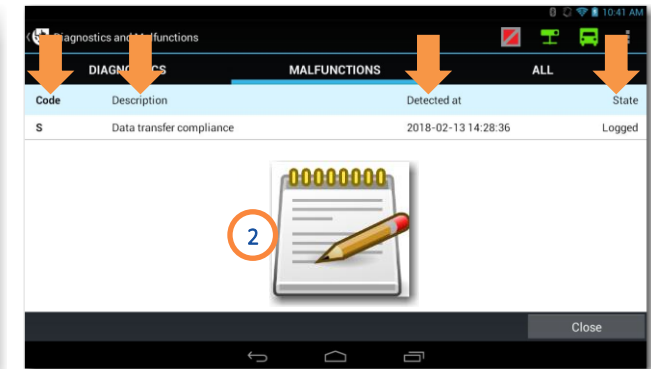 10:41 AM
Diagnostics and Malfunctions
DIAGNOSTICS MALFUNCTIONS ALL
Code Description Detected at State
S Data transfer compliance 2018-02-13 14:28:36 Logged
2
Close